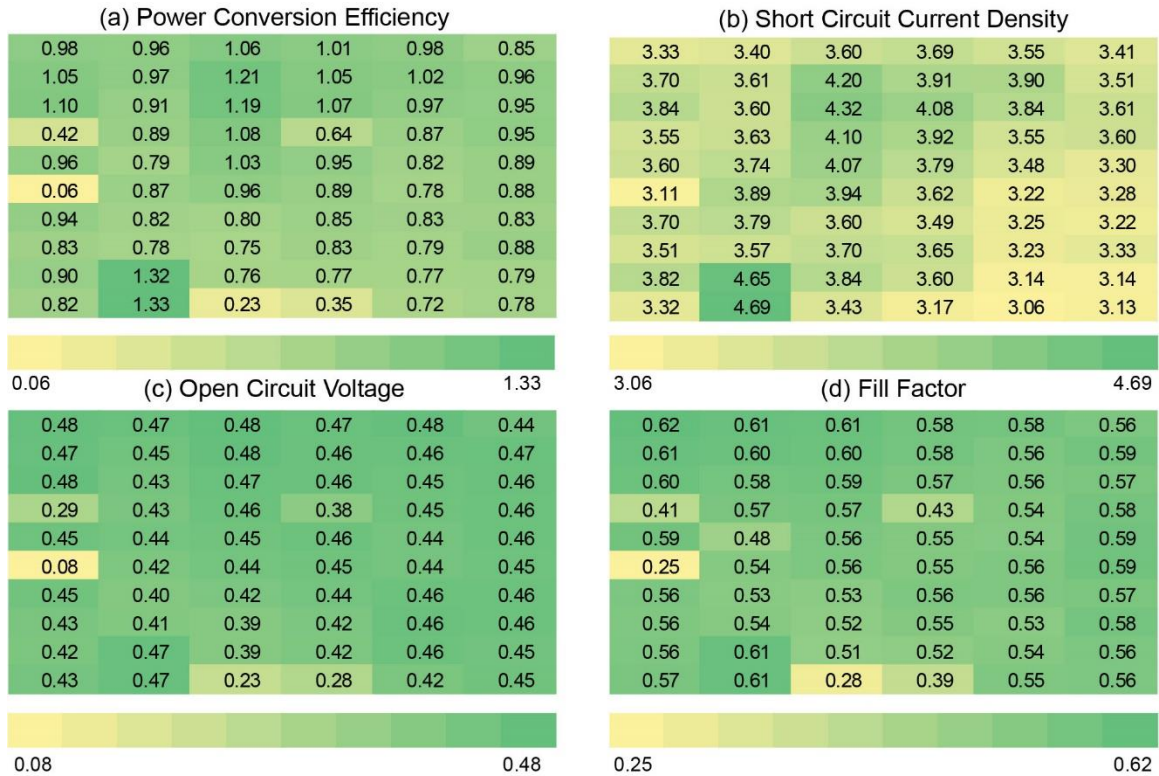 (a) Power Conversion Efficiency
0.98 0.96 1.06 1.01 0.98 0.85
1.05 0.97 1.21 1.05 1.02 0.96
1.10 0.91 1.19 1.07 0.97 0.95
0.42 0.89 1.08 0.64 0.87 0.95
0.96 0.79 1.03 0.95 0.82 0.89
0.06 0.87 0.96 0.89 0.78 0.88
0.94 0.82 0.80 0.85 0.83 0.83
0.83 0.78 0.75 0.83 0.79 0.88
0.90 1.32 0.76 0.77 0.77 0.79
0.82 1.33 0.23 0.35 0.72 0.78
0.06 1.33
(b) Short Circuit Current Density
3.33 3.40 3.60 3.69 3.55 3.41
3.70 3.61 4.20 3.91 3.90 3.51
3.84 3.60 4.32 4.08 3.84 3.61
3.55 3.63 4.10 3.92 3.55 3.60
3.60 3.74 4.07 3.79 3.48 3.30
3.11 3.89 3.94 3.62 3.22 3.28
3.70 3.79 3.60 3.49 3.25 3.22
3.51 3.57 3.70 3.65 3.23 3.33
3.82 4.65 3.84 3.60 3.14 3.14
3.32 4.69 3.43 3.17 3.06 3.13
3.06 4.69
(c) Open Circuit Voltage
0.48 0.47 0.48 0.47 0.48 0.44
0.47 0.45 0.48 0.46 0.46 0.47
0.48 0.43 0.47 0.46 0.45 0.46
0.29 0.43 0.46 0.38 0.45 0.46
0.45 0.44 0.45 0.46 0.44 0.46
0.08 0.42 0.44 0.45 0.44 0.45
0.45 0.40 0.42 0.44 0.46 0.46
0.43 0.41 0.39 0.42 0.46 0.46
0.42 0.47 0.39 0.42 0.46 0.45
0.43 0.47 0.23 0.28 0.42 0.45
0.08 0.48
(d) Fill Factor
0.62 0.61 0.61 0.58 0.58 0.56
0.61 0.60 0.60 0.58 0.56 0.59
0.60 0.58 0.59 0.57 0.56 0.57
0.41 0.57 0.57 0.43 0.54 0.58
0.59 0.48 0.56 0.55 0.54 0.59
0.25 0.54 0.56 0.55 0.56 0.59
0.56 0.53 0.53 0.56 0.56 0.57
0.56 0.54 0.52 0.55 0.53 0.58
0.56 0.61 0.51 0.52 0.54 0.56
0.57 0.61 0.28 0.39 0.55 0.56
0.25 0.62